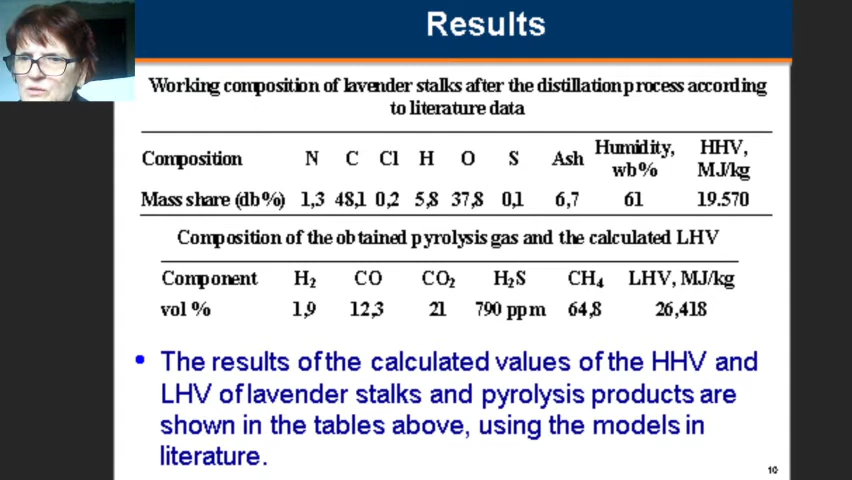 Results
Working composition of lavender stalks after the distillation process according
to literature data
Composition N C Cl H O S Ash Humidity, wb% HHV, MJ/kg
Mass share (db%) 1,3 48,1 0,2 5,8 37,8 0,1 6,7 61 19.570
Composition of the obtained pyrolysis gas and the calculated LHV
Component H₂ CO CO₂ H₂S CH₄ LHV, MJ/kg
vol % 1,9 12,3 21 790 ppm 64,8 26,418
• The results of the calculated values of the HHV and
LHV of lavender stalks and pyrolysis products are
shown in the tables above, using the models in
literature.
10